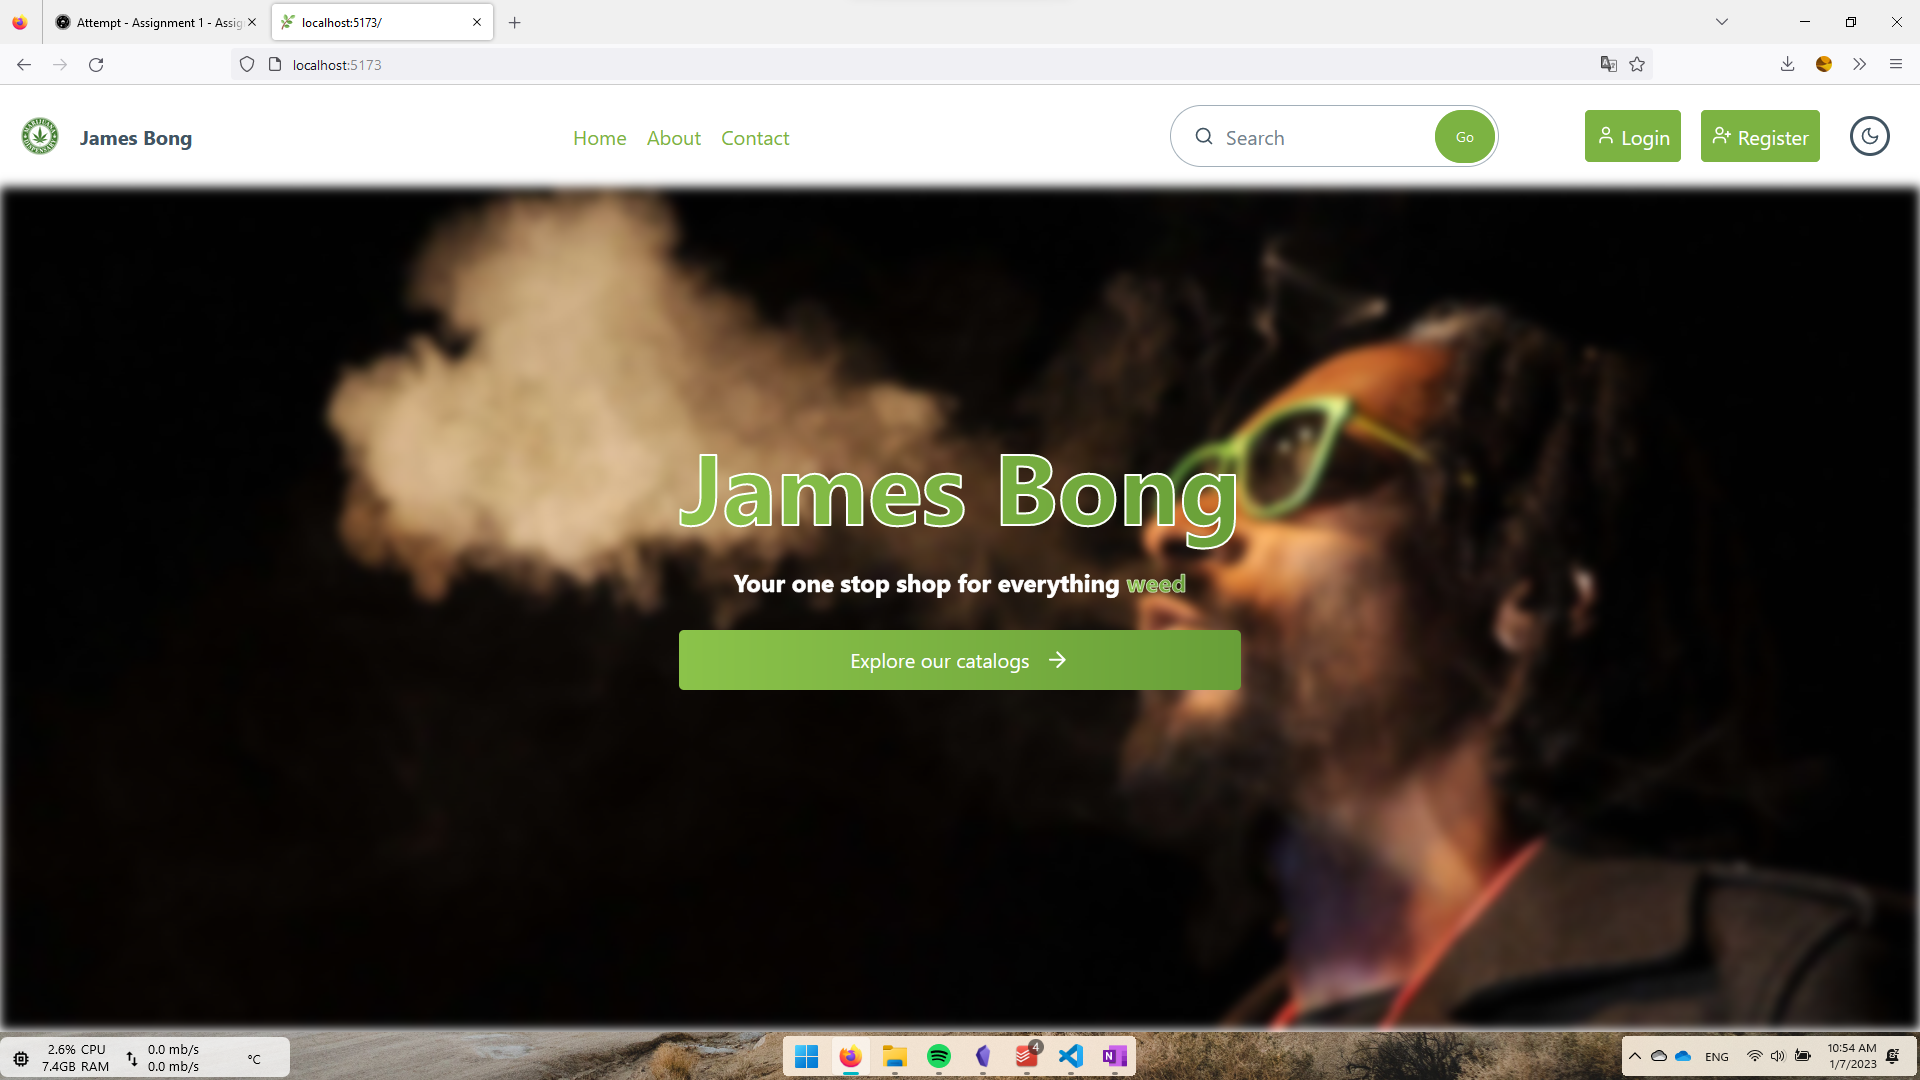 Attempt - Assignment 1 - Assig
localhost:5173/
localhost:5173
James Bong
Home About Contact
Search
Go
Login
Register
James Bong
Your one stop shop for everything weed
Explore our catalogs
2.6% CPU
7.4GB RAM
0.0 mb/s
0.0 mb/s
°C
4
ENG
10:54 AM
1/7/2023